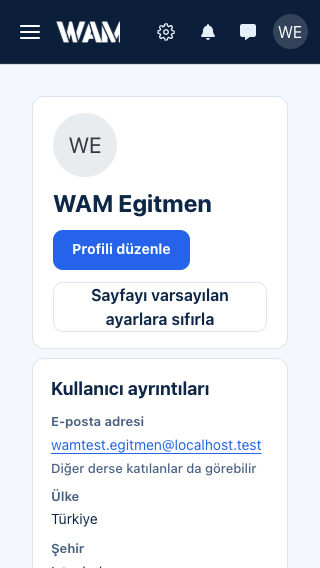 WAM
WE
WE
WAM Egitmen
Profili düzenle
Sayfayı varsayılan
ayarlara sıfırla
Kullanıcı ayrıntıları
E-posta adresi
wamtest.egitmen@localhost.test
Diğer derse katılanlar da görebilir
Ülke
Türkiye
Şehir